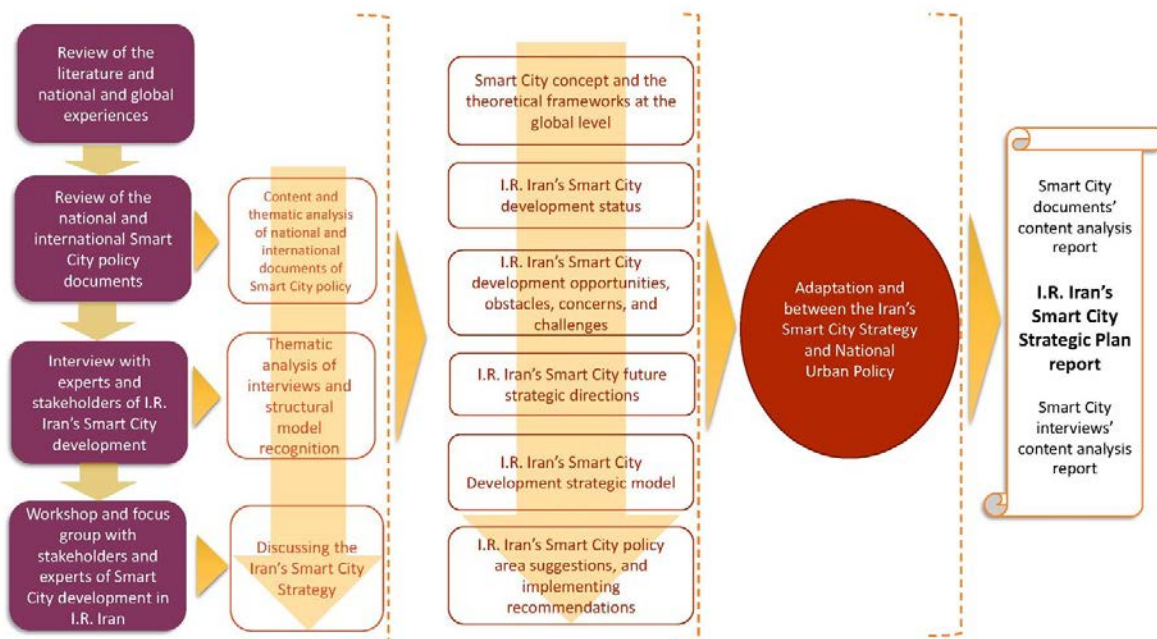 Review of the
literature and
national and global
experiences
Review of the
national and
international Smart
City policy
documents
Interview with
experts and
stakeholders of I.R.
Iran's Smart City
development
Workshop and focus
group with
stakeholders and
experts of Smart
City development in
I.R. Iran
Content and
thematic analysis
of national and
international
documents of
Smart City policy
Thematic
analysis of
interviews and
structural
model
recognition
Discussing the
Iran's Smart City
Strategy
Smart City concept and the
theoretical frameworks at the
global level
I.R. Iran's Smart City
development status
I.R. Iran's Smart City
development opportunities,
obstacles, concerns, and
challenges
I.R. Iran's Smart City future
strategic directions
I.R. Iran's Smart City
Development strategic model
I.R. Iran's Smart City policy
area suggestions, and
implementing
recommendations
Adaptation and
between the Iran's
Smart City Strategy
and National
Urban Policy
Smart City
documents'
content analysis
report
I.R. Iran's
Smart City
Strategic Plan
report
Smart City
interviews'
content analysis
report